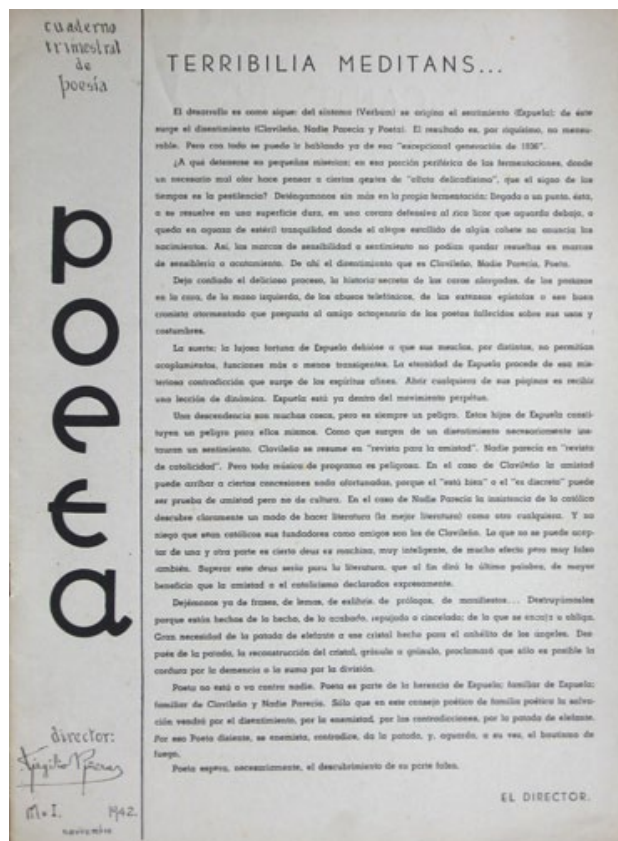 cuaderno
trimestral
de
poesía
poeta
director:
Virgilio Piñera
1942.
noviembre
TERRIBILIA MEDITANS...
El desarrollo es como sigue: del síntoma (Verbum) se origina el sentimiento (Espuela); de éste
surge el disentimiento (Clavileño, Nadie Parecía y Poeta). El resultado es, por riquísimo, no mensu-
rable. Pero con todo se puede ir hablando ya de esa "excepcional generación de 1936".
¿A qué detenerse en pequeñas miserias; en esa porción periférica de las fermentaciones, donde
un necesario mal olor hace pensar a ciertas gentes de "olfato delicadísimo", que el signo de los
tiempos es la pestilencia? Detengámonos sin más en la propia fermentación: llegada a un punto, ésta,
o se resuelve en una superficie dura, en una coraza defensiva al rico licor que aguarda debajo, o
queda en aguaza de estéril tranquilidad donde el alegre estallido de algún cohete no anuncia los
nacimientos. Así, los marcos de sensibilidad o sentimiento no podían quedar resueltos en marcos
de sensiblería o acatamiento. De ahí el disentimiento que es Clavileño, Nadie Parecía, Poeta.
Dejo confiado el delicioso proceso, la historia secreta de las caras alargadas, de los
en la casa, de la mano izquierda, de los abusos telefónicos, de las extensas epístolas a ese buen
cronista atormentado que pregunta al amigo octogenario de los poetas fallecidos sobre sus usos y
costumbres.
La suerte; la lujosa fortuna de Espuela debióse a que sus mezclas, por distintas, no permitían
acoplamientos, funciones más o menos transigentes. La eternidad de Espuela procede de esa mis-
teriosa contradicción que surge de los espíritus afines. Abrir cualquiera de sus páginas es recibir
una lección de dinámica. Espuela está ya dentro del movimiento perpétuo.
Una descendencia son muchas cosas, pero es siempre un peligro. Estos hijos de Espuela consti-
tuyen un peligro para ellos mismos. Como que surgen de un disentimiento necesariamente ins-
tauran un sentimiento. Clavileño se resume en "revista para la amistad". Nadie parecía en "revista
de catolicidad". Pero toda música de programa es peligrosa. En el caso de Clavileño la amistad
puede arribar a ciertas concesiones nada afortunadas, porque el "está bien" o el "es discreto" puede
ser prueba de amistad pero no de cultura. En el caso de Nadie Parecía la insistencia de lo católico
descubre claramente un modo de hacer literatura (la mejor literatura) como otro cualquiera. Y no
niego que sean católicos sus fundadores como amigos son los de Clavileño. Lo que no se puede acep-
tar de una y otra parte es cierto deus ex machina, muy inteligente, de mucho efecto pero muy falso
también. Superar este deus sería para la literatura, que al fin dirá la última palabra, de mayor
beneficio que la amistad o el catolicismo declarados expresamente.
Dejémonos ya de frases, de lemas, de exlibris, de prólogos, de manifiestos... Destruyámoslos
porque están hechos de lo hecho, de lo acabado, repujado o cincelado; de lo que se encaja u obliga.
Gran necesidad de la patada de elefante a ese cristal hecho para el anhélito de los ángeles. Des-
pués de la patada, la reconstrucción del cristal, gránulo a gránulo, proclamará que sólo es posible la
cordura por la demencia o la suma por la división.
Poeta no está o va contra nadie. Poeta es parte de la herencia de Espuela; familiar de Espuela;
familiar de Clavileño y Nadie Parecía. Sólo que en este consejo poético de familia poética la salva-
ción vendrá por el disentimiento, por la enemistad, por las contradicciones, por la patada de elefante.
Por eso Poeta disiente, se enemista, contradice, da la patada, y, aguarda, a su vez, el bautismo de
fuego.
Poeta espera, necesariamente, el descubrimiento de su parte falsa.
EL DIRECTOR.